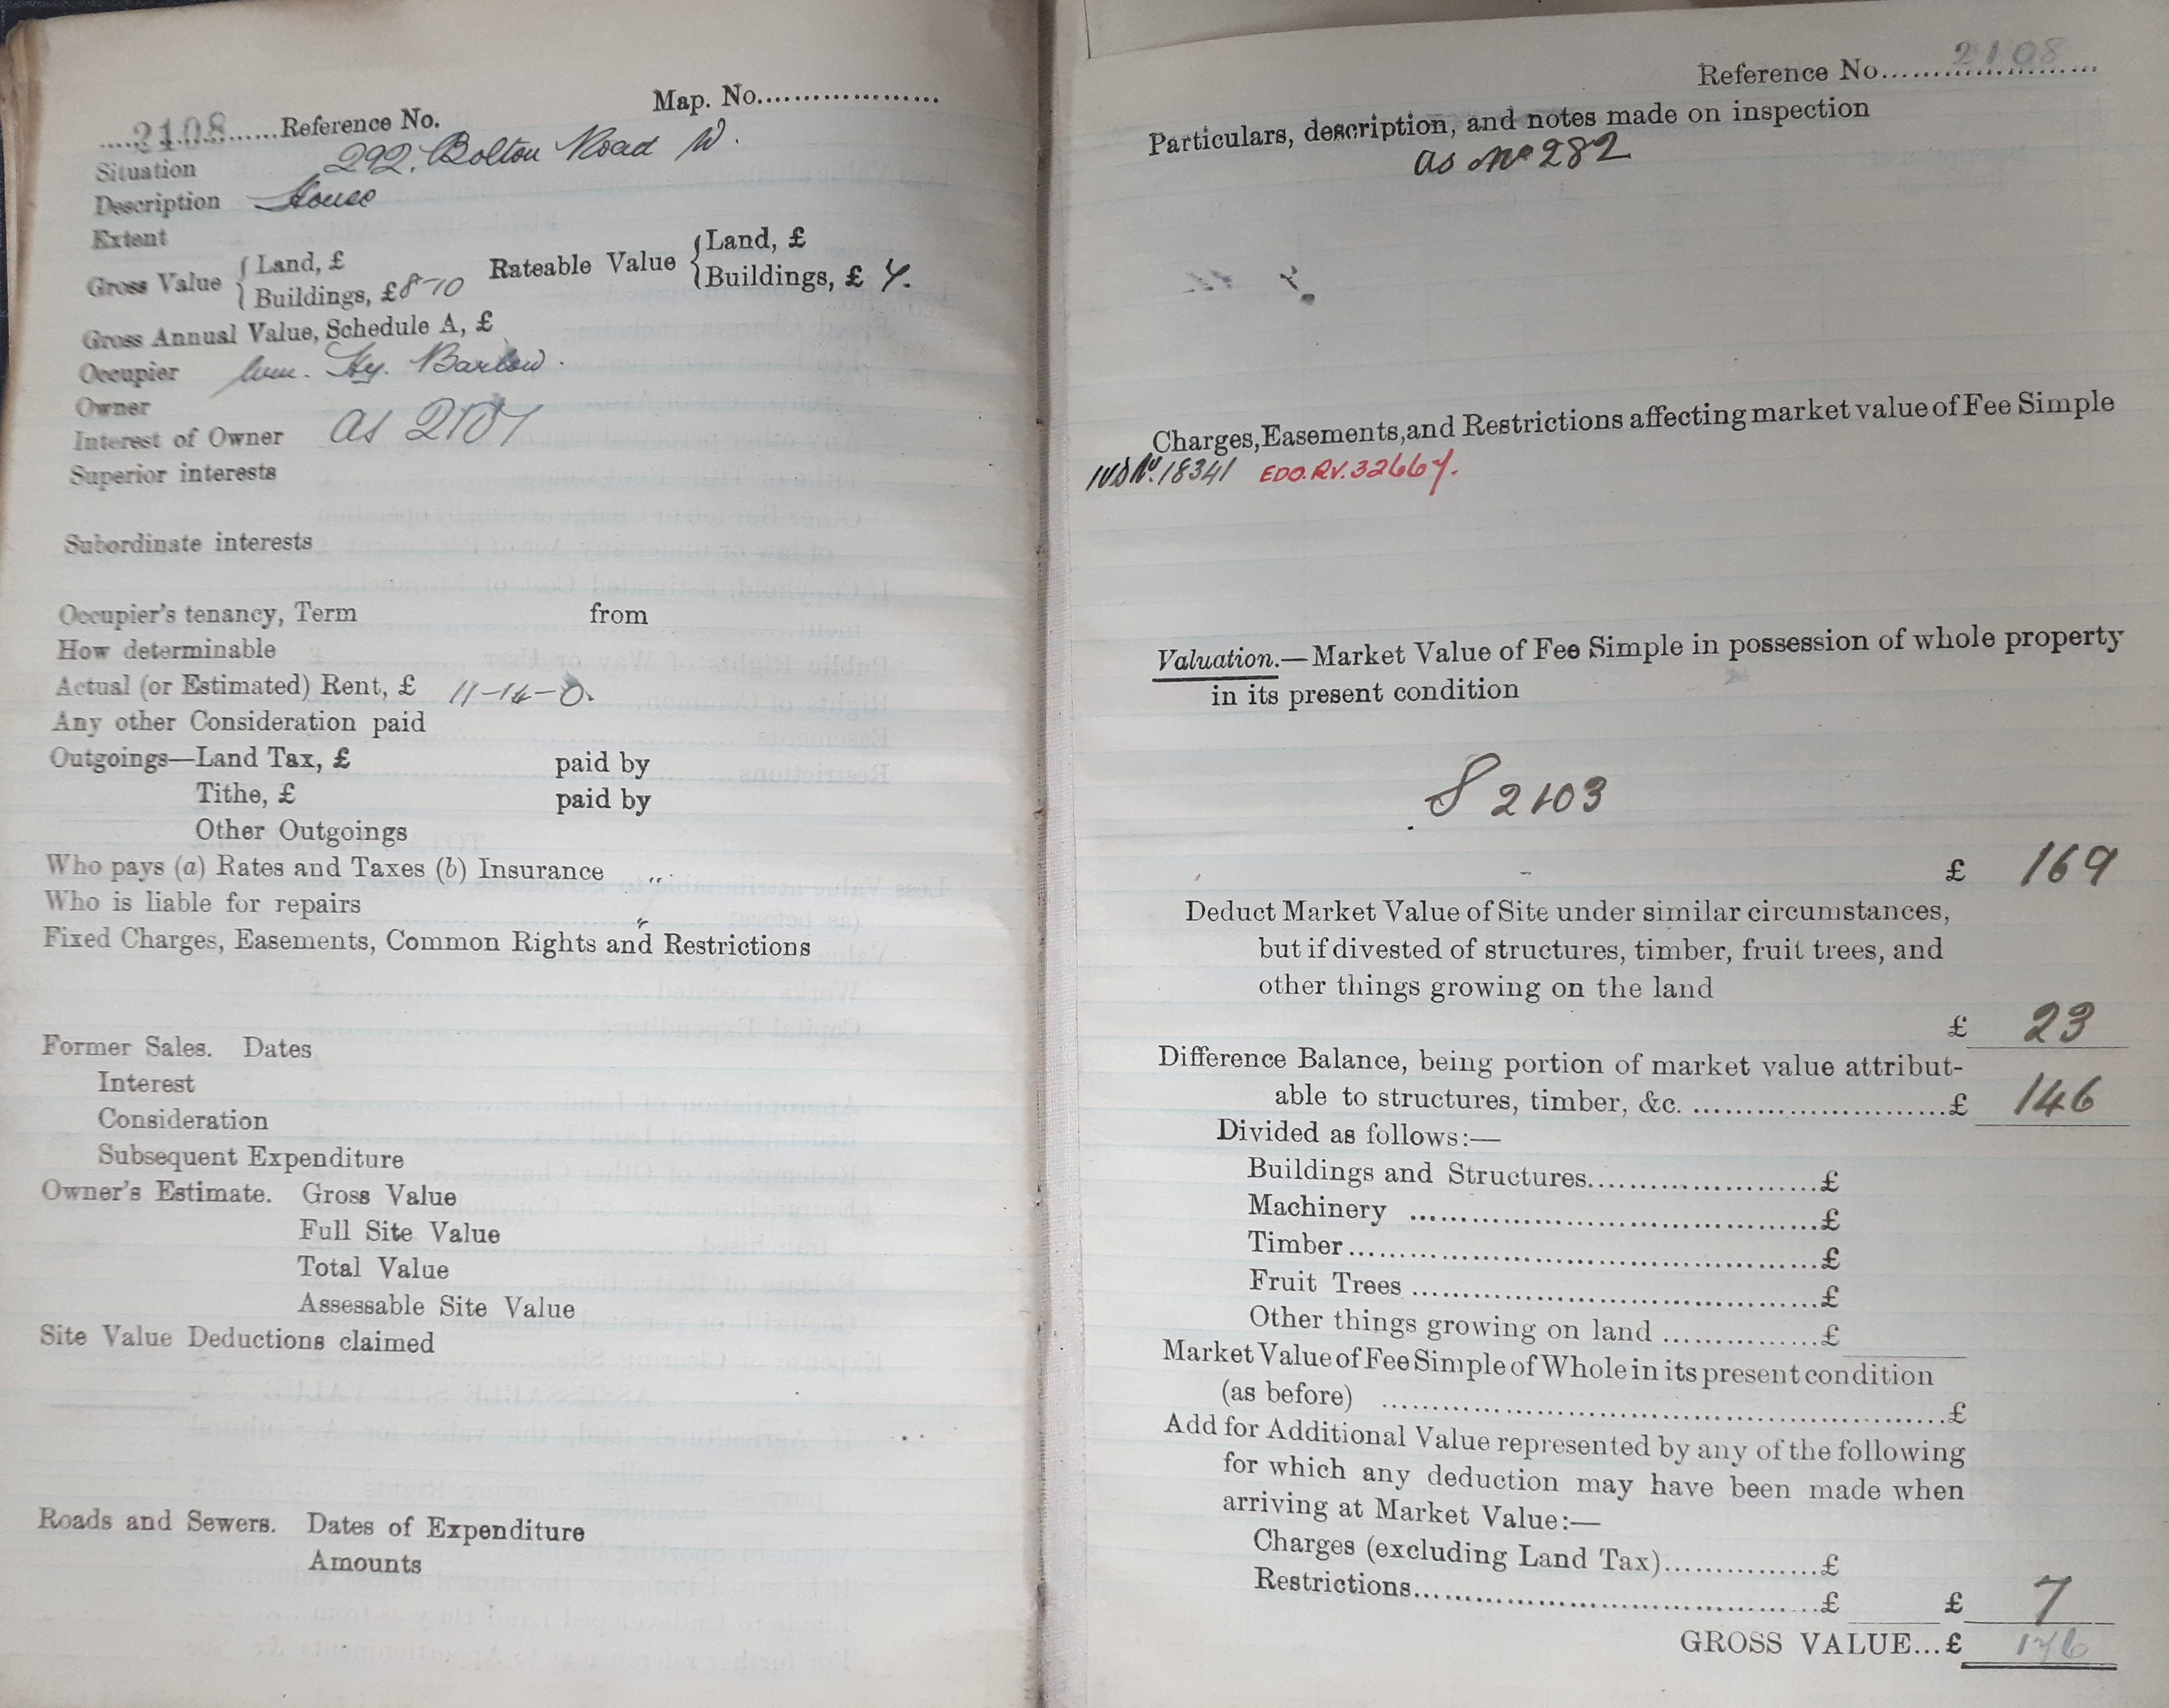 Map. No....................
....2108......Reference No.
Situation 292, Bolton Road W.
Description House
Extent
Gross Value { Land, £
Buildings, £8-10
Rateable Value { Land, £
Buildings, £ 7.
Gross Annual Value, Schedule A, £
Occupier Wm. Hy. Barlow.
Owner
Interest of Owner as 2107
Superior interests
Subordinate interests
Occupier's tenancy, Term from
How determinable
Actual (or Estimated) Rent, £ 11-14-0.
Any other Consideration paid
Outgoings—Land Tax, £ paid by
Tithe, £ paid by
Other Outgoings
Who pays (a) Rates and Taxes (b) Insurance
Who is liable for repairs
Fixed Charges, Easements, Common Rights and Restrictions
Former Sales. Dates
Interest
Consideration
Subsequent Expenditure
Owner's Estimate. Gross Value
Full Site Value
Total Value
Assessable Site Value
Site Value Deductions claimed
Roads and Sewers. Dates of Expenditure
Amounts
Reference No. 2108
Particulars, description, and notes made on inspection
as No 282
Charges, Easements, and Restrictions affecting market value of Fee Simple
No. 18341 EDO. RV. 32667.
Valuation.—Market Value of Fee Simple in possession of whole property
in its present condition
2103
£ 169
Deduct Market Value of Site under similar circumstances,
but if divested of structures, timber, fruit trees, and
other things growing on the land
£ 23
Difference Balance, being portion of market value attribut-
able to structures, timber, &c. ........................£ 146
Divided as follows:—
Buildings and Structures......................£
Machinery ......................................£
Timber............................................£
Fruit Trees ......................................£
Other things growing on land ...............£
Market Value of Fee Simple of Whole in its present condition
(as before) ......................................................£
Add for Additional Value represented by any of the following
for which any deduction may have been made when
arriving at Market Value:—
Charges (excluding Land Tax)...............£
Restrictions.......................................£ £ 7
GROSS VALUE...£ 176